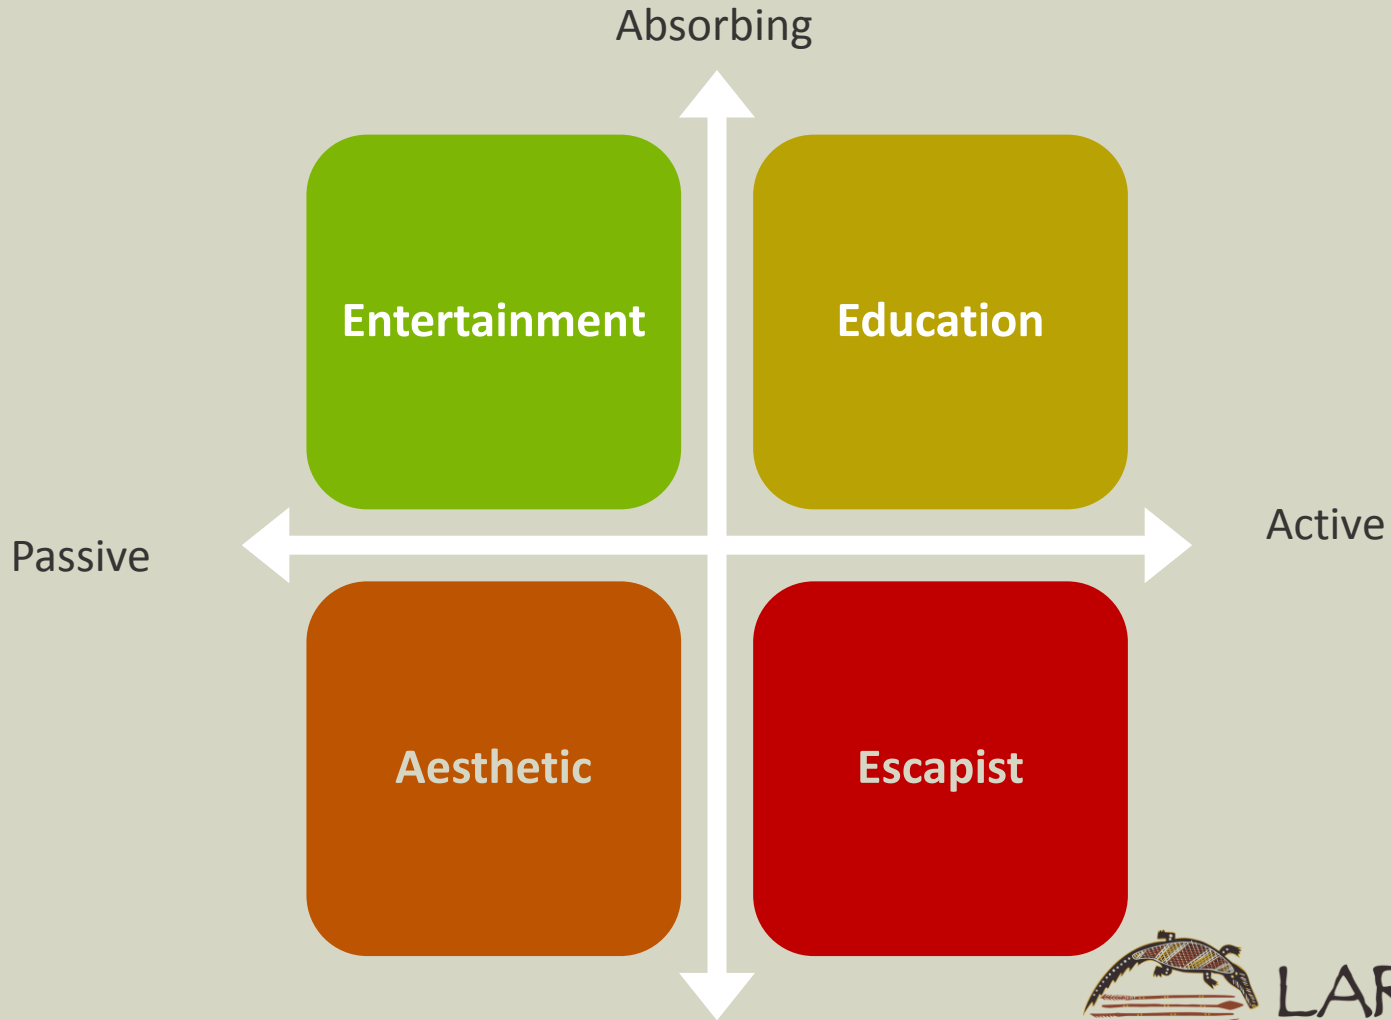 Absorbing
Entertainment
Education
Passive
Active
Aesthetic
Escapist